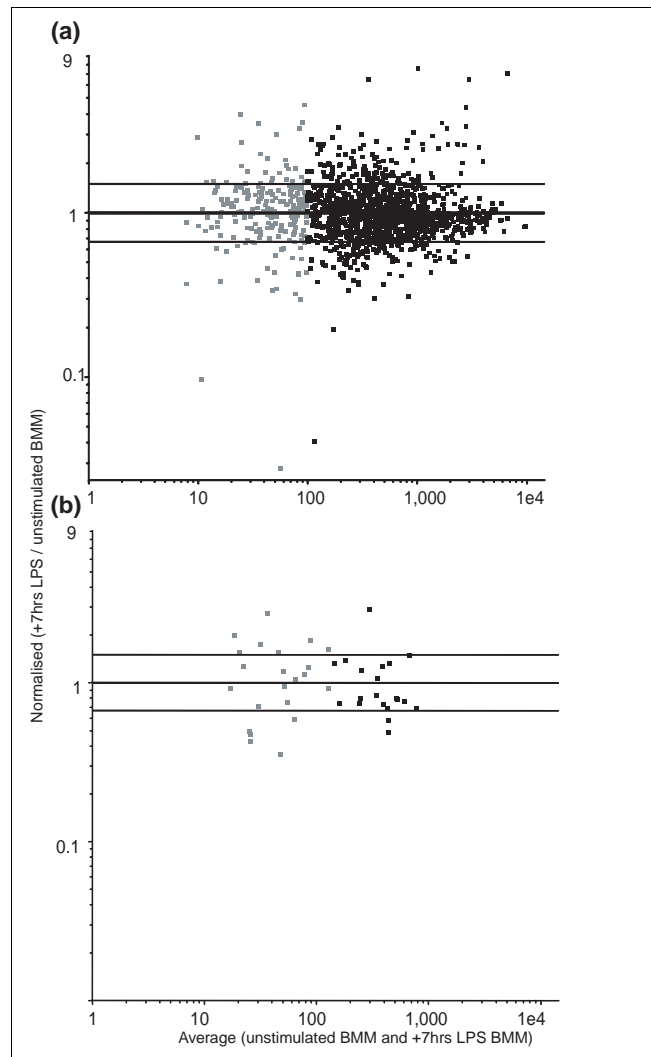 (a)
9
1
0.1
1 10 100 1,000 1e4
(b)
9
1
0.1
1 10 100 1,000 1e4
Normalised (+7hrs LPS / unstimulated BMM)
Average (unstimulated BMM and +7hrs LPS BMM)